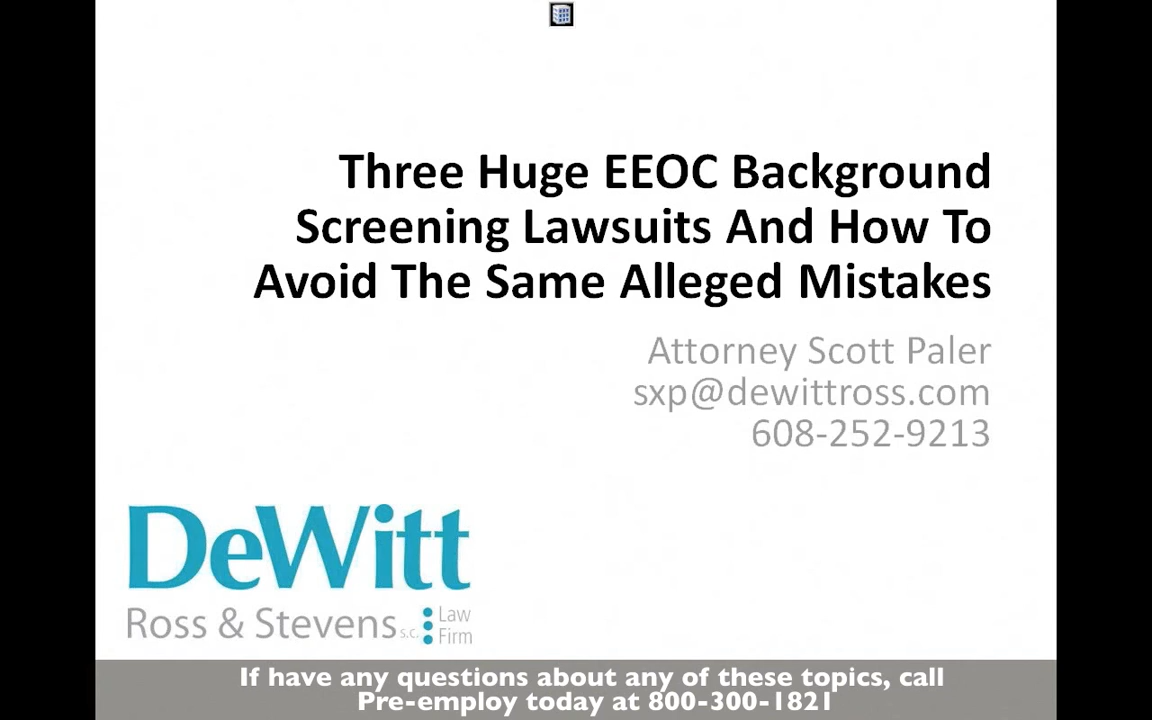 Three Huge EEOC Background
Screening Lawsuits And How To
Avoid The Same Alleged Mistakes
Attorney Scott Paler
sxp@dewittross.com
608-252-9213
DeWitt
Ross & Stevens s.c. Law
Firm
If have any questions about any of these topics, call
Pre-employ today at 800-300-1821